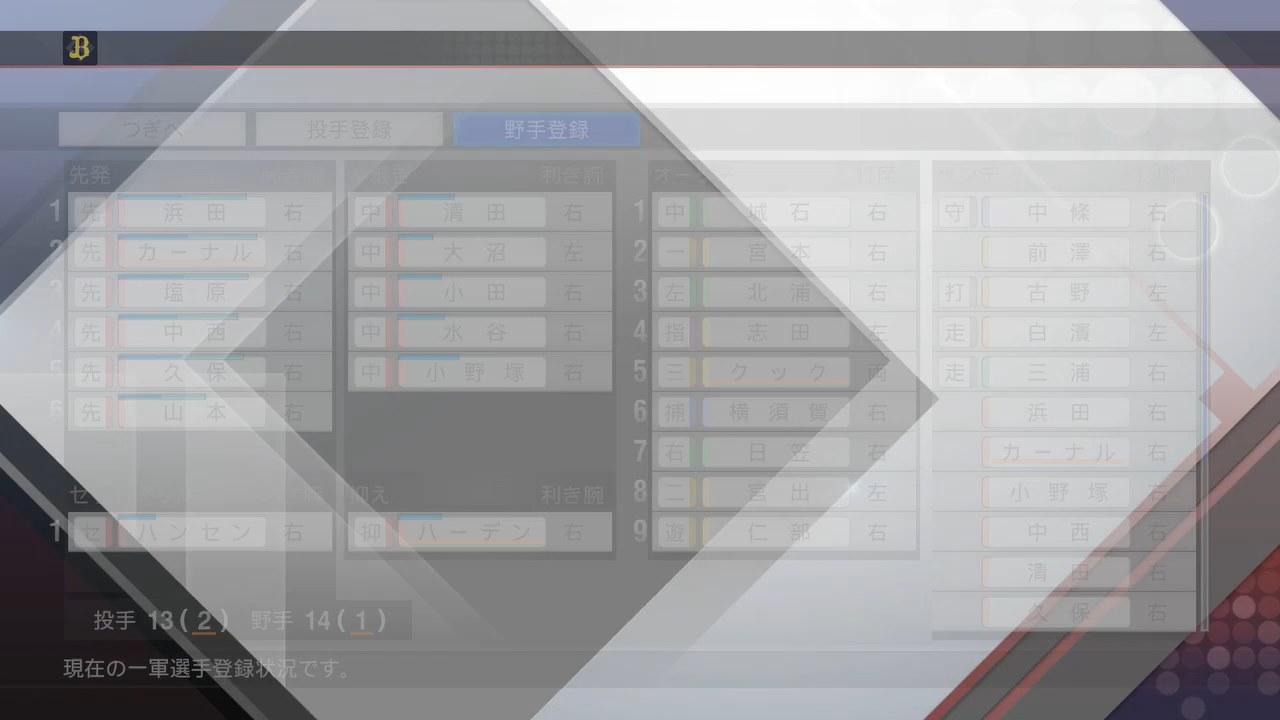 B
つぎへ 投手登録 野手登録
先発
1 先 浜田 右
2 先 カーナル 右
3 先 塩原 右
4 先 中西 右
5 先 久保 右
6 先 山本 右
1 セ ハンセン 右
利き腕
中 清田 右
中 大沼 左
中 小田 右
中 水谷 右
中 小野塚 右
抑え 利き腕
抑 ハーデン 右
1 中 城石 右
2 一 宮本 右
3 左 北浦 右
4 指 志田 左
5 三 クック 両
6 捕 横須賀 右
7 右 日笠 右
8 二 宮出 左
9 遊 仁部 右
守 中條 右
前澤 右
打 古野 左
走 白濱 左
走 三浦 右
浜田 右
カーナル 右
小野塚 右
中西 右
清田 右
久保 右
投手 13(2) 野手 14(1)
現在の一軍選手登録状況です。